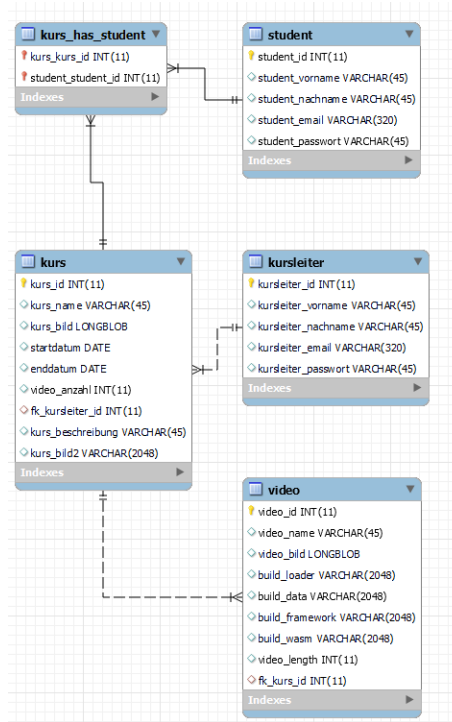 kurs_has_student
kurs_kurs_id INT(11)
student_student_id INT(11)
Indexes
student
student_id INT(11)
student_vorname VARCHAR(45)
student_nachname VARCHAR(45)
student_email VARCHAR(320)
student_passwort VARCHAR(45)
Indexes
kurs
kurs_id INT(11)
kurs_name VARCHAR(45)
kurs_bild LONGBLOB
startdatum DATE
enddatum DATE
video_anzahl INT(11)
fk_kursleiter_id INT(11)
kurs_beschreibung VARCHAR(45)
kurs_bild2 VARCHAR(2048)
Indexes
kursleiter
kursleiter_id INT(11)
kursleiter_vorname VARCHAR(45)
kursleiter_nachname VARCHAR(45)
kursleiter_email VARCHAR(320)
kursleiter_passwort VARCHAR(45)
Indexes
video
video_id INT(11)
video_name VARCHAR(45)
video_bild LONGBLOB
build_loader VARCHAR(2048)
build_data VARCHAR(2048)
build_framework VARCHAR(2048)
build_wasm VARCHAR(2048)
video_length INT(11)
fk_kurs_id INT(11)
Indexes